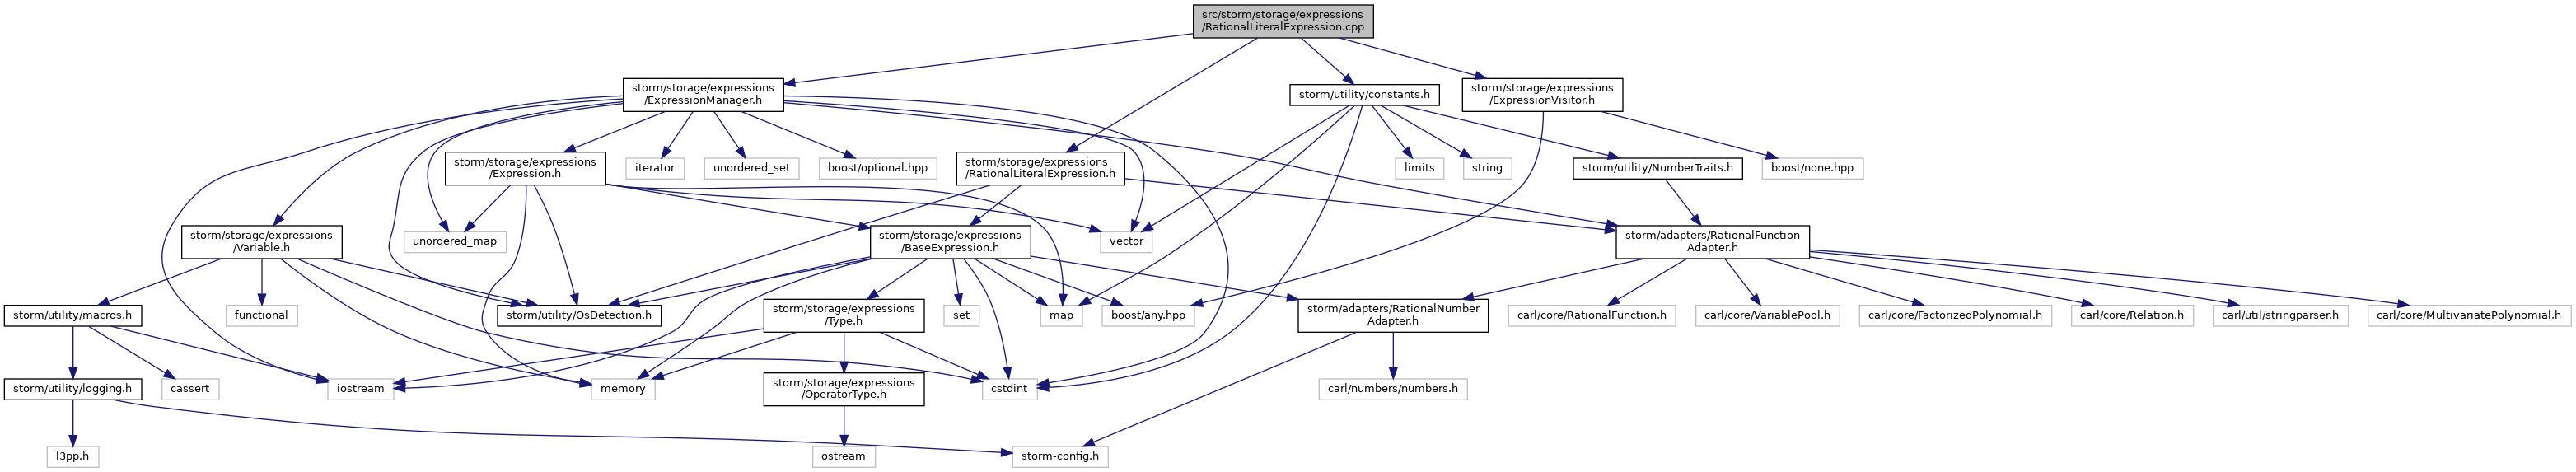 src/storm/storage/expressions
/RationalLiteralExpression.cpp
storm/storage/expressions
/ExpressionManager.h
storm/utility/constants.h
storm/storage/expressions
/ExpressionVisitor.h
storm/storage/expressions
/Expression.h
iterator
unordered_set
boost/optional.hpp
storm/storage/expressions
/RationalLiteralExpression.h
limits
string
storm/utility/NumberTraits.h
boost/none.hpp
storm/storage/expressions
/Variable.h
unordered_map
storm/storage/expressions
/BaseExpression.h
vector
storm/adapters/RationalFunction
Adapter.h
storm/utility/macros.h
functional
storm/utility/OsDetection.h
storm/storage/expressions
/Type.h
set
map
boost/any.hpp
storm/adapters/RationalNumber
Adapter.h
carl/core/RationalFunction.h
carl/core/VariablePool.h
carl/core/FactorizedPolynomial.h
carl/core/Relation.h
carl/util/stringparser.h
carl/core/MultivariatePolynomial.h
storm/utility/logging.h
cassert
iostream
memory
storm/storage/expressions
/OperatorType.h
cstdint
carl/numbers/numbers.h
l3pp.h
ostream
storm-config.h